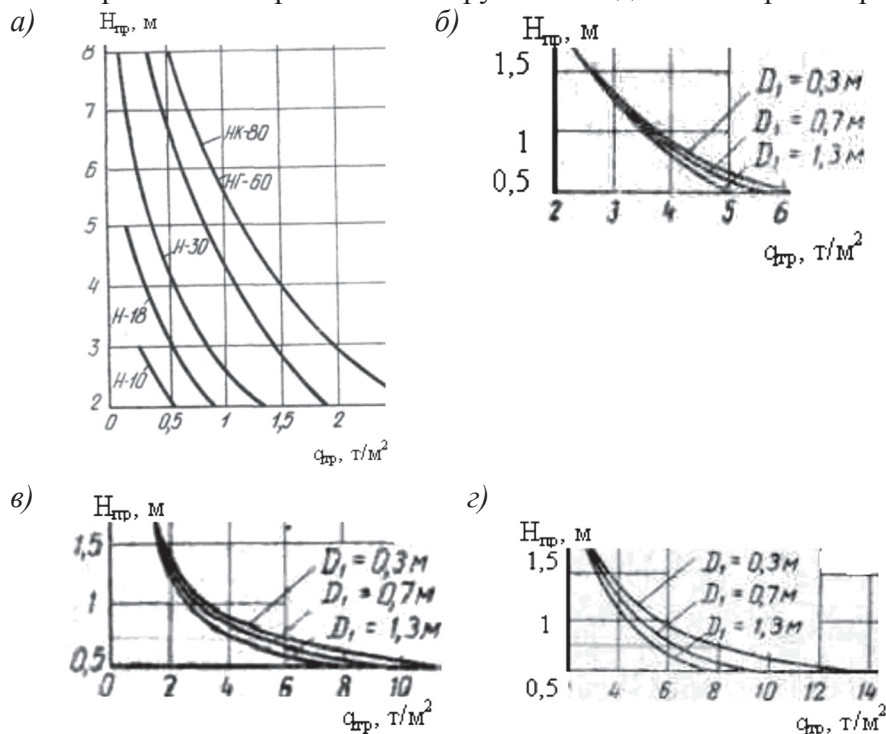 а)
Hпр, м
8
7
6
5
4
3
2
НК-80
НГ-60
Н-30
Н-18
Н-10
0 0,5 1 1,5 2
qпр, т/м²
б)
Hпр, м
1,5
1
0,5
D₁ = 0,3 м
D₁ = 0,7 м
D₁ = 1,3 м
2 3 4 5 6
qпр, т/м²
в)
Hпр, м
1,5
1
0,5
D₁ = 0,3 м
D₁ = 0,7 м
D₁ = 1,3 м
0 2 4 6 8 10
qпр, т/м²
г)
Hпр, м
1,5
1
0,5
D₁ = 0,3 м
D₁ = 0,7 м
D₁ = 1,3 м
4 6 8 10 12 14
qпр, т/м²